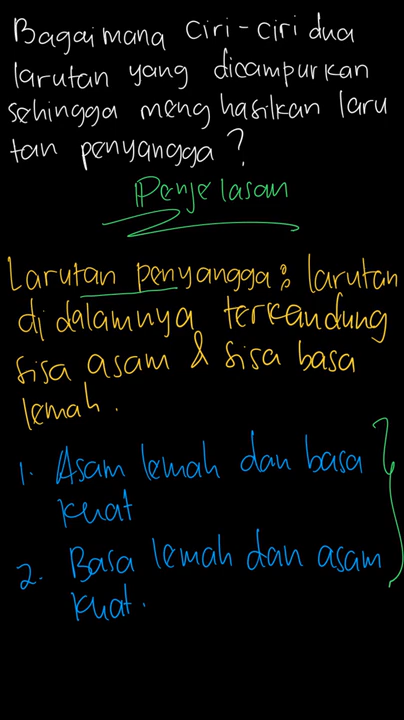 Bagaimana ciri-ciri dua
larutan yang dicampurkan
sehingga menghasilkan laru
tan penyangga?
Penjelasan
Larutan penyangga: larutan
di dalamnya terkandung
sisa asam & sisa basa
lemah.
1. Asam lemah dan basa
kuat
2. Basa lemah dan asam
kuat.